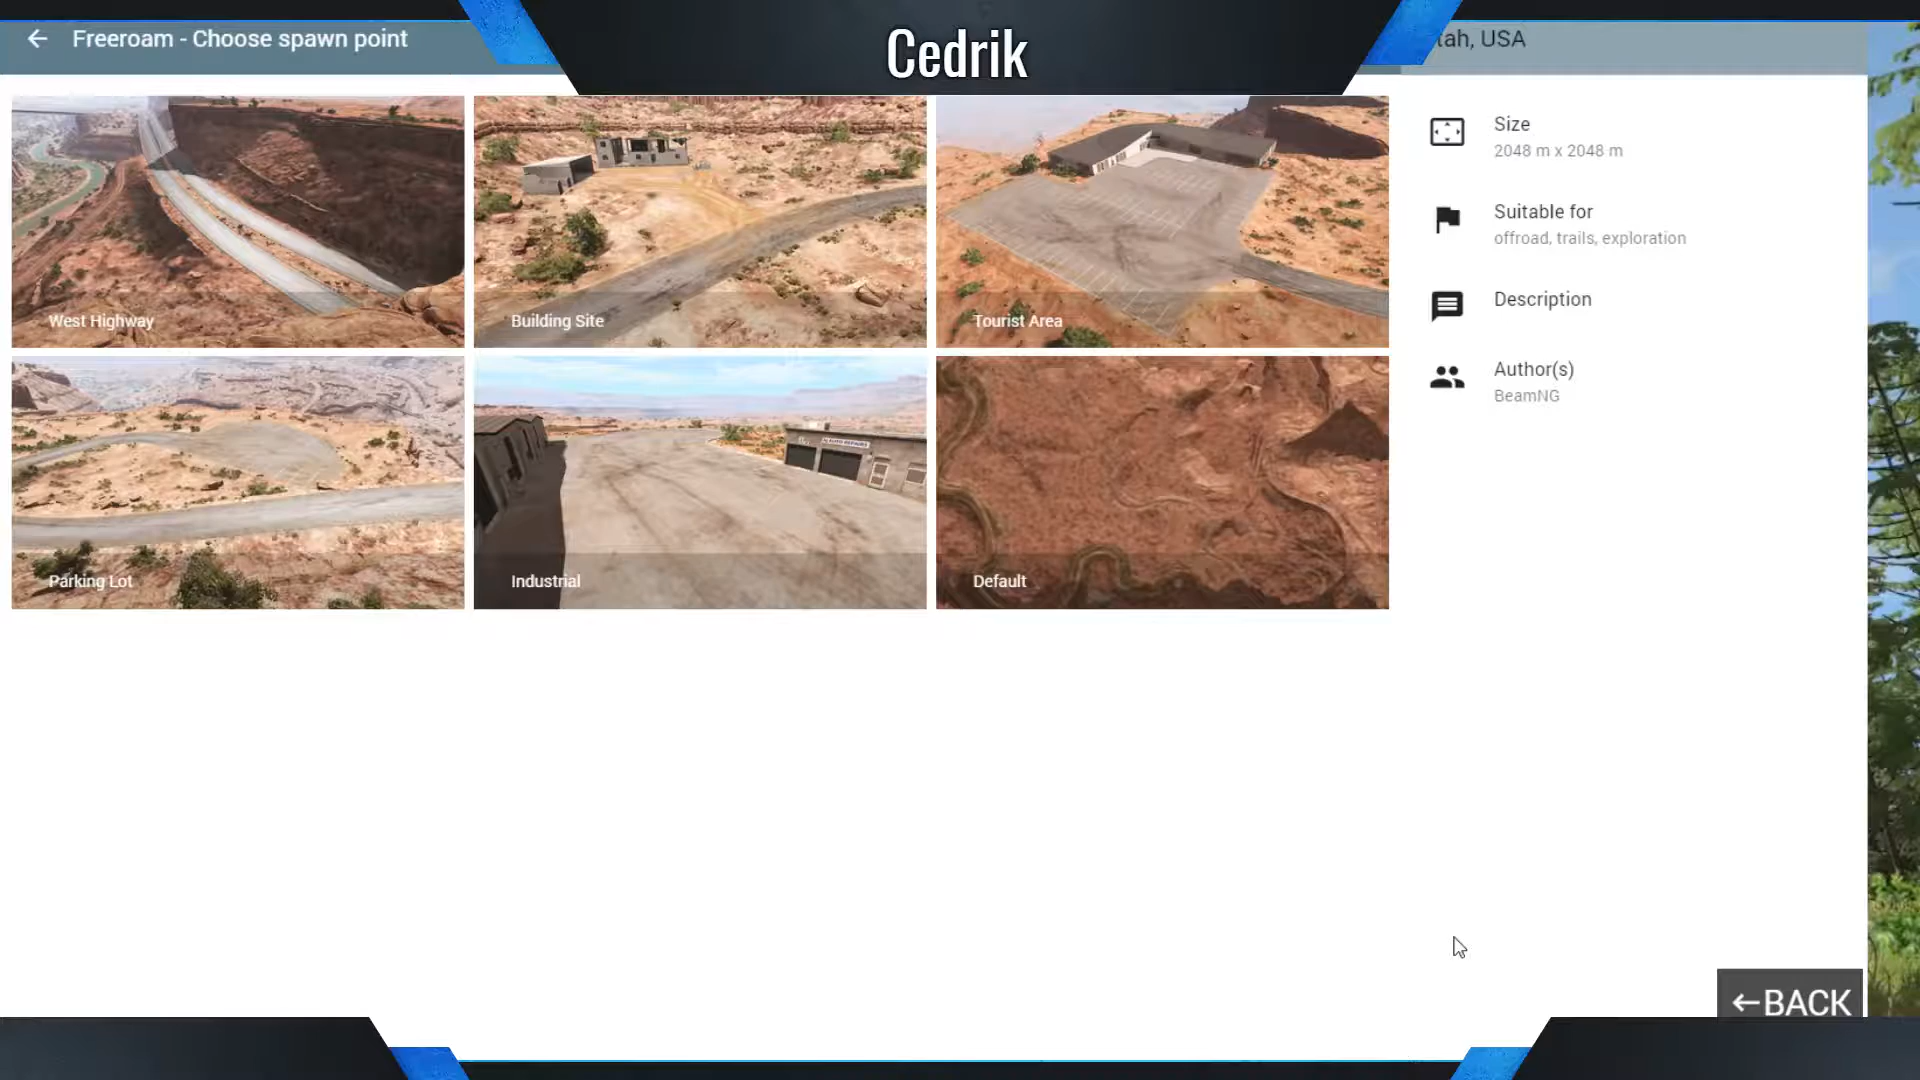 Freeroam - Choose spawn point
Cedrik
tah, USA
West Highway
Building Site
Tourist Area
Parking Lot
Industrial
Default
Size
2048 m x 2048 m
Suitable for
offroad, trails, exploration
Description
Author(s)
BeamNG
←BACK